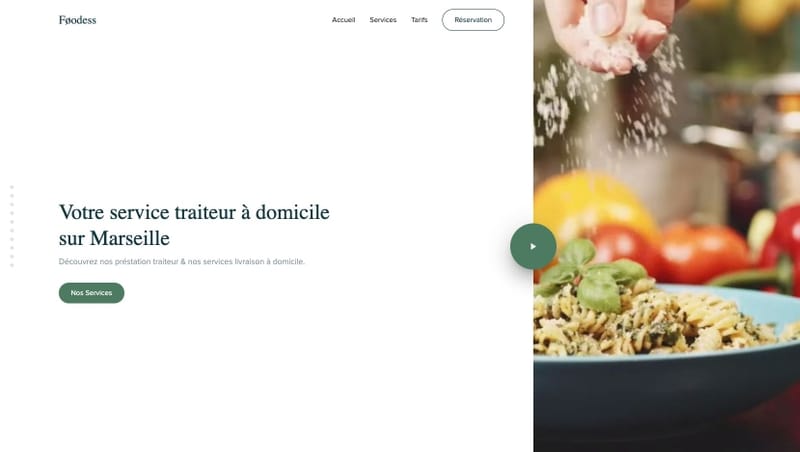 Føodess
Accueil Services Tarifs Réservation
Votre service traiteur à domicile
sur Marseille
Découvrez nos préstation traiteur & nos services livraison à domicile.
Nos Services